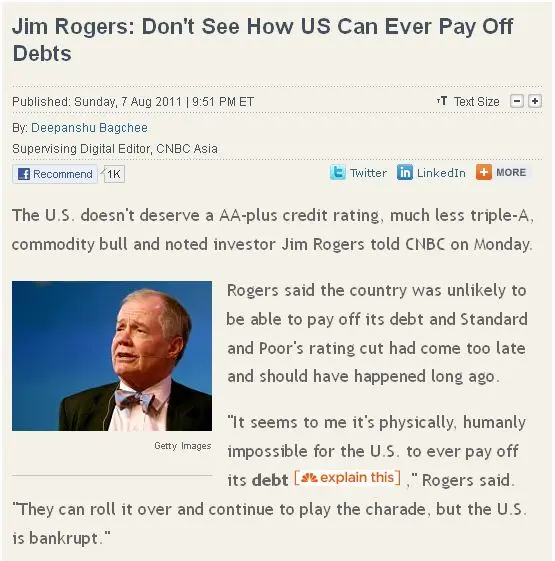 Jim Rogers: Don't See How US Can Ever Pay Off
Debts
Published: Sunday, 7 Aug 2011 | 9:51 PM ET
тT Text Size
By: Deepanshu Bagchee
Supervising Digital Editor, CNBC Asia
Recommend 1K
Twitter LinkedIn MORE
The U.S. doesn't deserve a AA-plus credit rating, much less triple-A,
commodity bull and noted investor Jim Rogers told CNBC on Monday.
Rogers said the country was unlikely to
be able to pay off its debt and Standard
and Poor's rating cut had come too late
and should have happened long ago.
Getty Images
"It seems to me it's physically, humanly
impossible for the U.S. to ever pay off
its debt [explain this] ," Rogers said.
"They can roll it over and continue to play the charade, but the U.S.
is bankrupt."